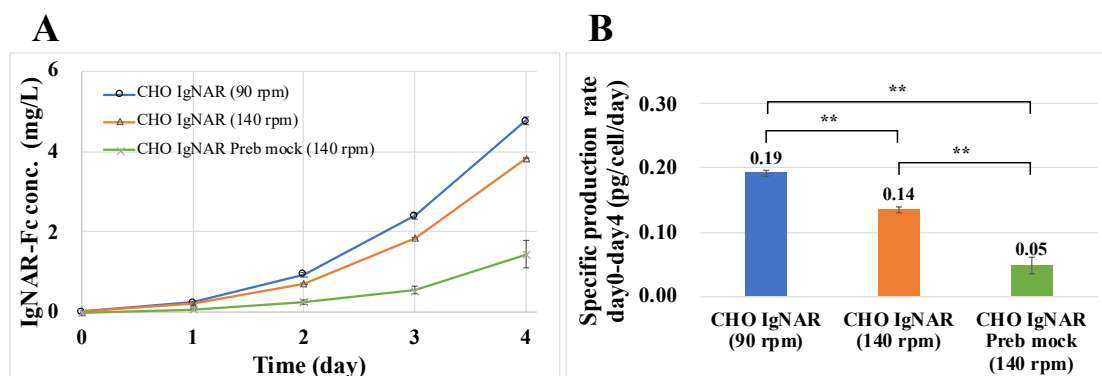 A
IgNAR-Fc conc. (mg/L)
6
4
2
0
CHO IgNAR (90 rpm)
CHO IgNAR (140 rpm)
CHO IgNAR Preb mock (140 rpm)
0 1 2 3 4
Time (day)
B
Specific production rate
day0-day4 (pg/cell/day)
0.30
0.20
0.10
0.00
**
**
**
0.19
0.14
0.05
CHO IgNAR
(90 rpm)
CHO IgNAR
(140 rpm)
CHO IgNAR
Preb mock
(140 rpm)